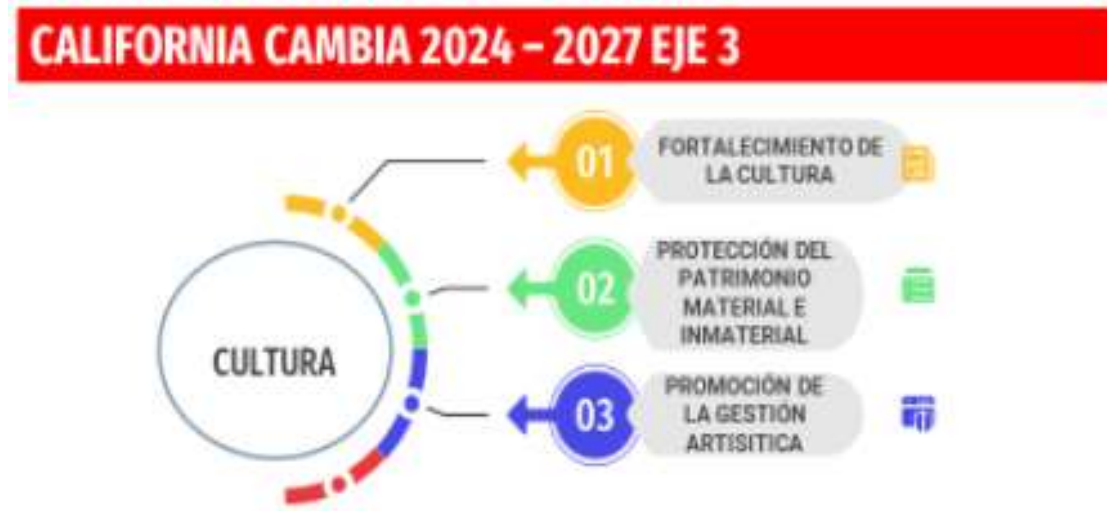 CALIFORNIA CAMBIA 2024 – 2027 EJE 3
01
FORTALECIMIENTO DE
LA CULTURA
02
PROTECCIÓN DEL
PATRIMONIO
MATERIAL E
INMATERIAL
CULTURA
03
PROMOCIÓN DE
LA GESTIÓN
ARTISITICA